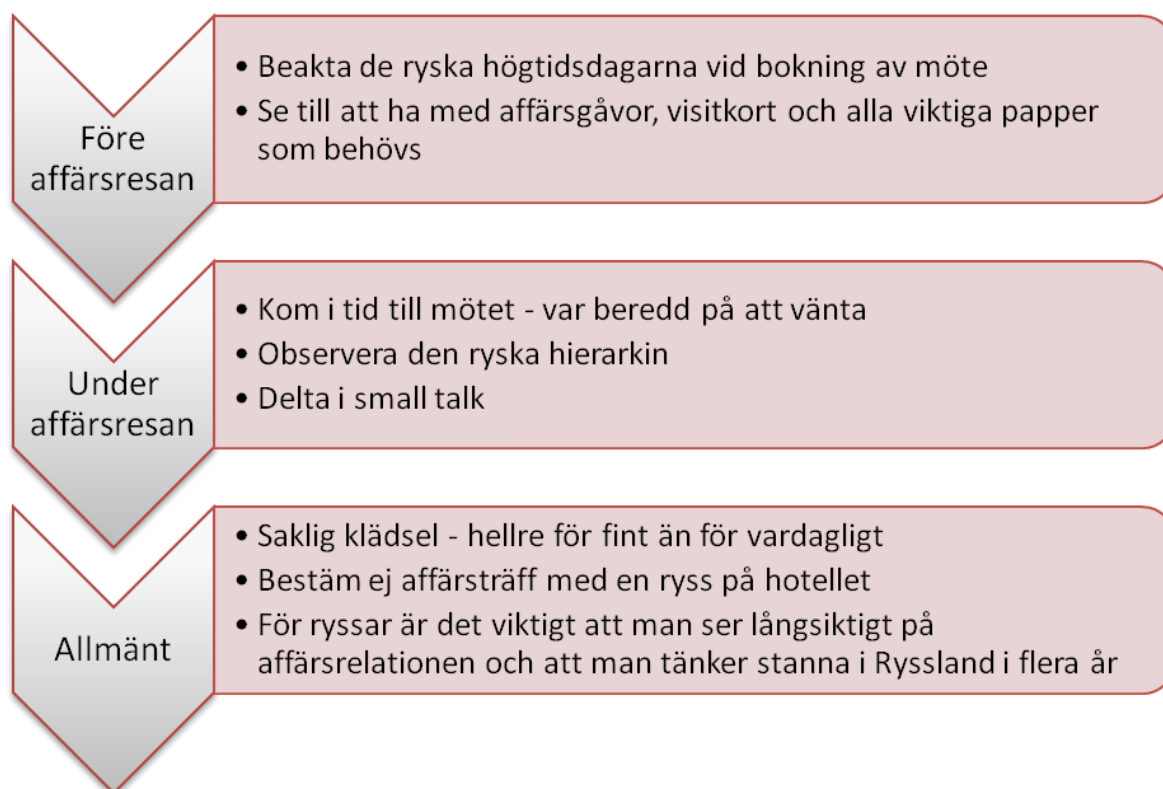 Före
affärsresan
• Beakta de ryska högtidsdagarna vid bokning av möte
• Se till att ha med affärsgåvor, visitkort och alla viktiga papper
som behövs
Under
affärsresan
• Kom i tid till mötet - var beredd på att vänta
• Observera den ryska hierarkin
• Delta i small talk
Allmänt
• Saklig klädsel - hellre för fint än för vardagligt
• Bestäm ej affärsträff med en ryss på hotellet
• För ryssar är det viktigt att man ser långsiktigt på
affärsrelationen och att man tänker stanna i Ryssland i flera år